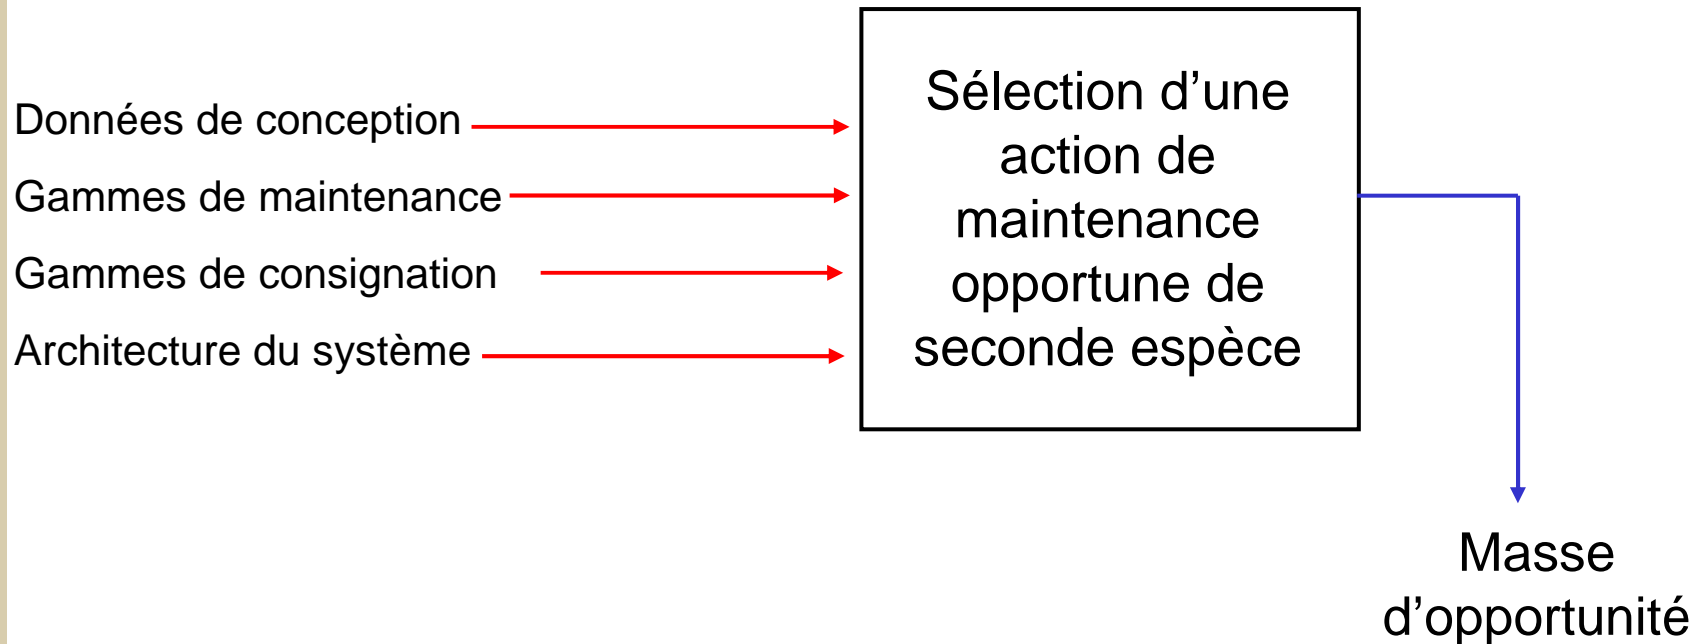 Données de conception
Gammes de maintenance
Gammes de consignation
Architecture du système
Sélection d’une
action de
maintenance
opportune de
seconde espèce
Masse
d’opportunité